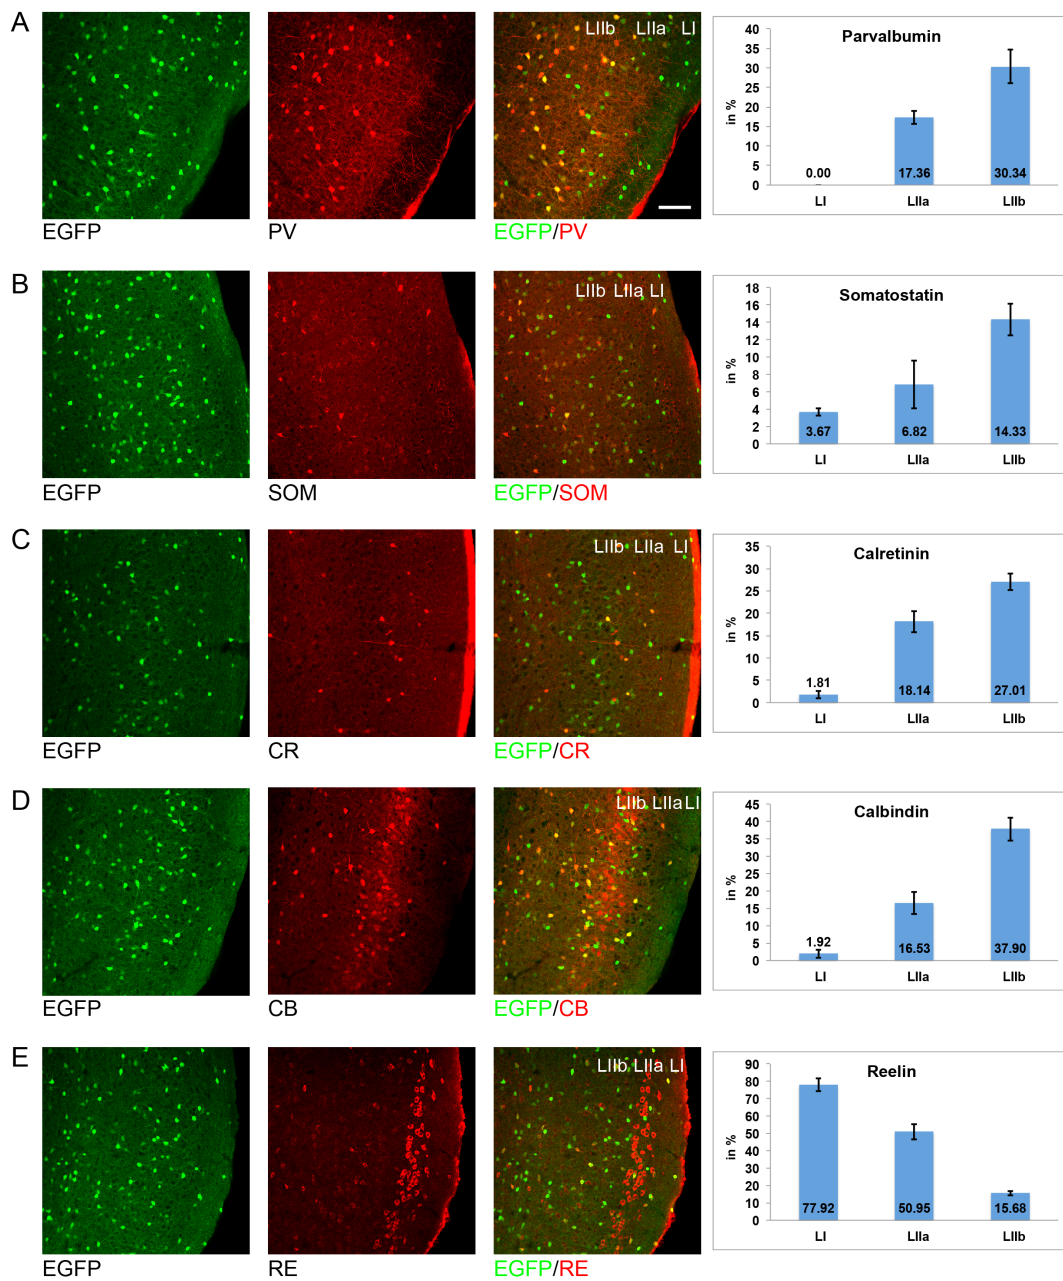 A
LIIb LIIa LI
EGFP
PV
EGFP/PV
Parvalbumin
in %
40
35
30
25
20
15
10
5
0
0.00
17.36
30.34
LI
LIIa
LIIb
B
LIIb LIIa LI
EGFP
SOM
EGFP/SOM
Somatostatin
in %
18
16
14
12
10
8
6
4
2
0
3.67
6.82
14.33
LI
LIIa
LIIb
C
LIIb LIIa LI
EGFP
CR
EGFP/CR
Calretinin
in %
35
30
25
20
15
10
5
0
1.81
18.14
27.01
LI
LIIa
LIIb
D
LIIb LIIa LI
EGFP
CB
EGFP/CB
Calbindin
in %
45
40
35
30
25
20
15
10
5
0
1.92
16.53
37.90
LI
LIIa
LIIb
E
LIIb LIIa LI
EGFP
RE
EGFP/RE
Reelin
in %
90
80
70
60
50
40
30
20
10
0
77.92
50.95
15.68
LI
LIIa
LIIb